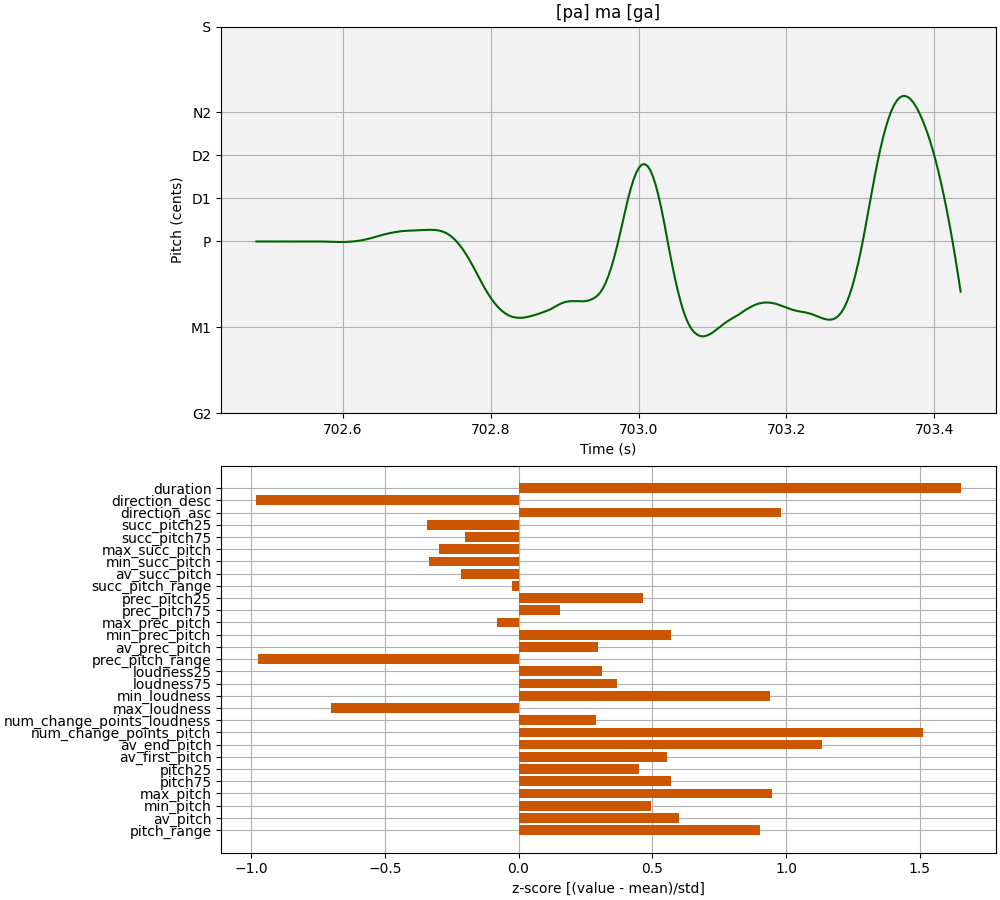 [pa] ma [ga]
S
N2
D2
D1
P
M1
G2
Pitch (cents)
702.6 702.8 703.0 703.2 703.4
Time (s)
duration
direction_desc
direction_asc
succ_pitch25
succ_pitch75
max_succ_pitch
min_succ_pitch
av_succ_pitch
succ_pitch_range
prec_pitch25
prec_pitch75
max_prec_pitch
min_prec_pitch
av_prec_pitch
prec_pitch_range
loudness25
loudness75
min_loudness
max_loudness
num_change_points_loudness
num_change_points_pitch
av_end_pitch
av_first_pitch
pitch25
pitch75
max_pitch
min_pitch
av_pitch
pitch_range
−1.0 −0.5 0.0 0.5 1.0 1.5
z-score [(value - mean)/std]